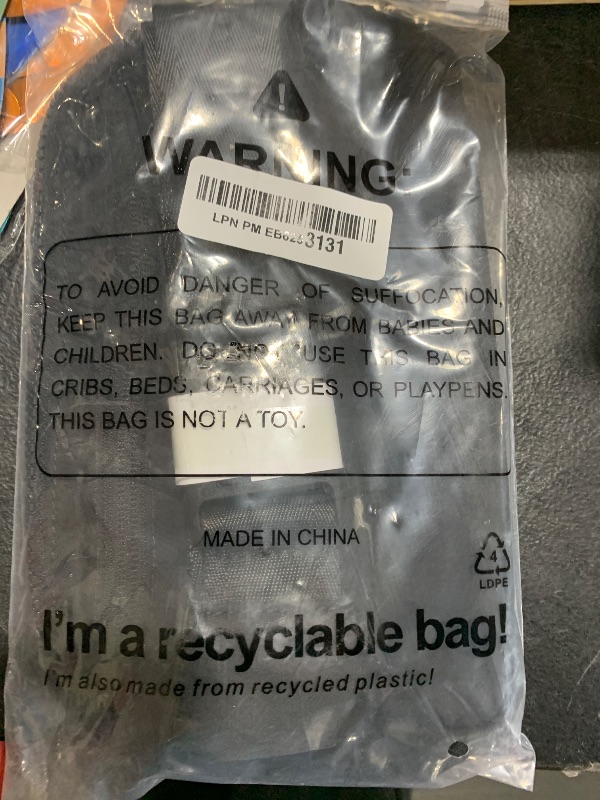 WARNING:
LPN PM EB0253131
TO AVOID DANGER OF SUFFOCATION,
KEEP THIS BAG AWAY FROM BABIES AND
CHILDREN. DO NOT USE THIS BAG IN
CRIBS, BEDS, CARRIAGES, OR PLAYPENS.
THIS BAG IS NOT A TOY.
MADE IN CHINA
4
LDPE
I'm a recyclable bag!
I'm also made from recycled plastic!